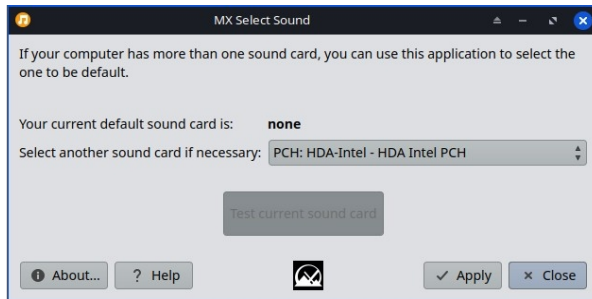 MX Select Sound
If your computer has more than one sound card, you can use this application to select the
one to be default.
Your current default sound card is: none
Select another sound card if necessary: PCH: HDA-Intel - HDA Intel PCH
Test current sound card
About... ? Help Apply Close